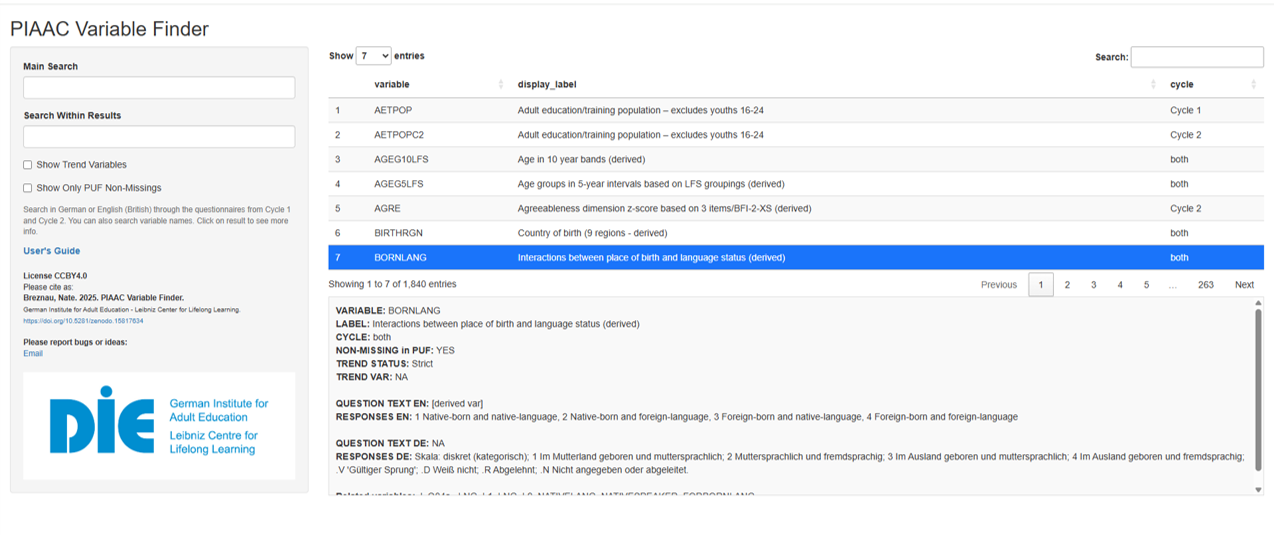 PIAAC Variable Finder
Main Search
Search Within Results
Show Trend Variables
Show Only PUF Non-Missings
Search in German or English (British) through the questionnaires from Cycle 1
and Cycle 2. You can also search variable names. Click on result to see more
info.
User's Guide
License CCBY4.0
Please cite as:
Breznau, Nate. 2025. PIAAC Variable Finder.
German Institute for Adult Education - Leibniz Center for Lifelong Learning.
https://doi.org/10.5281/zenodo.15817634
Please report bugs or ideas:
Email
DIE
German Institute for
Adult Education
Leibniz Centre for
Lifelong Learning
Show 7 entries
Search:
variable display_label cycle
1 AETPOP Adult education/training population – excludes youths 16-24 Cycle 1
2 AETPOPC2 Adult education/training population – excludes youths 16-24 Cycle 2
3 AGEG10LFS Age in 10 year bands (derived) both
4 AGEG5LFS Age groups in 5-year intervals based on LFS groupings (derived) both
5 AGRE Agreeableness dimension z-score based on 3 items/BFI-2-XS (derived) Cycle 2
6 BIRTHRGN Country of birth (9 regions - derived) both
7 BORNLANG Interactions between place of birth and language status (derived) both
Showing 1 to 7 of 1,840 entries
Previous 1 2 3 4 5 … 263 Next
VARIABLE: BORNLANG
LABEL: Interactions between place of birth and language status (derived)
CYCLE: both
NON-MISSING in PUF: YES
TREND STATUS: Strict
TREND VAR: NA
QUESTION TEXT EN: [derived var]
RESPONSES EN: 1 Native-born and native-language, 2 Native-born and foreign-language, 3 Foreign-born and native-language, 4 Foreign-born and foreign-language
QUESTION TEXT DE: NA
RESPONSES DE: Skala: diskret (kategorisch); 1 Im Mutterland geboren und muttersprachlich; 2 Muttersprachlich und fremdsprachig; 3 Im Ausland geboren und muttersprachlich; 4 Im Ausland geboren und fremdsprachig;
.V 'Gültiger Sprung'; .D Weiß nicht; .R Abgelehnt; .N Nicht angegeben oder abgeleitet.